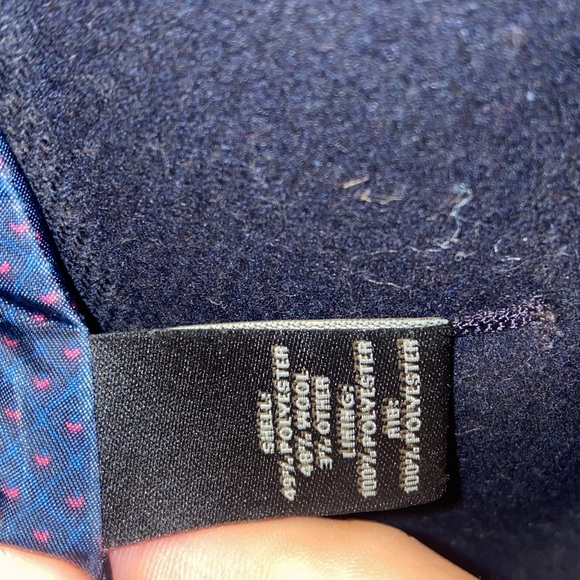 SHELL:
49% POLYESTER
48% WOOL
3% OTHER
LINING:
100% POLYESTER
RIB:
100% POLYESTER